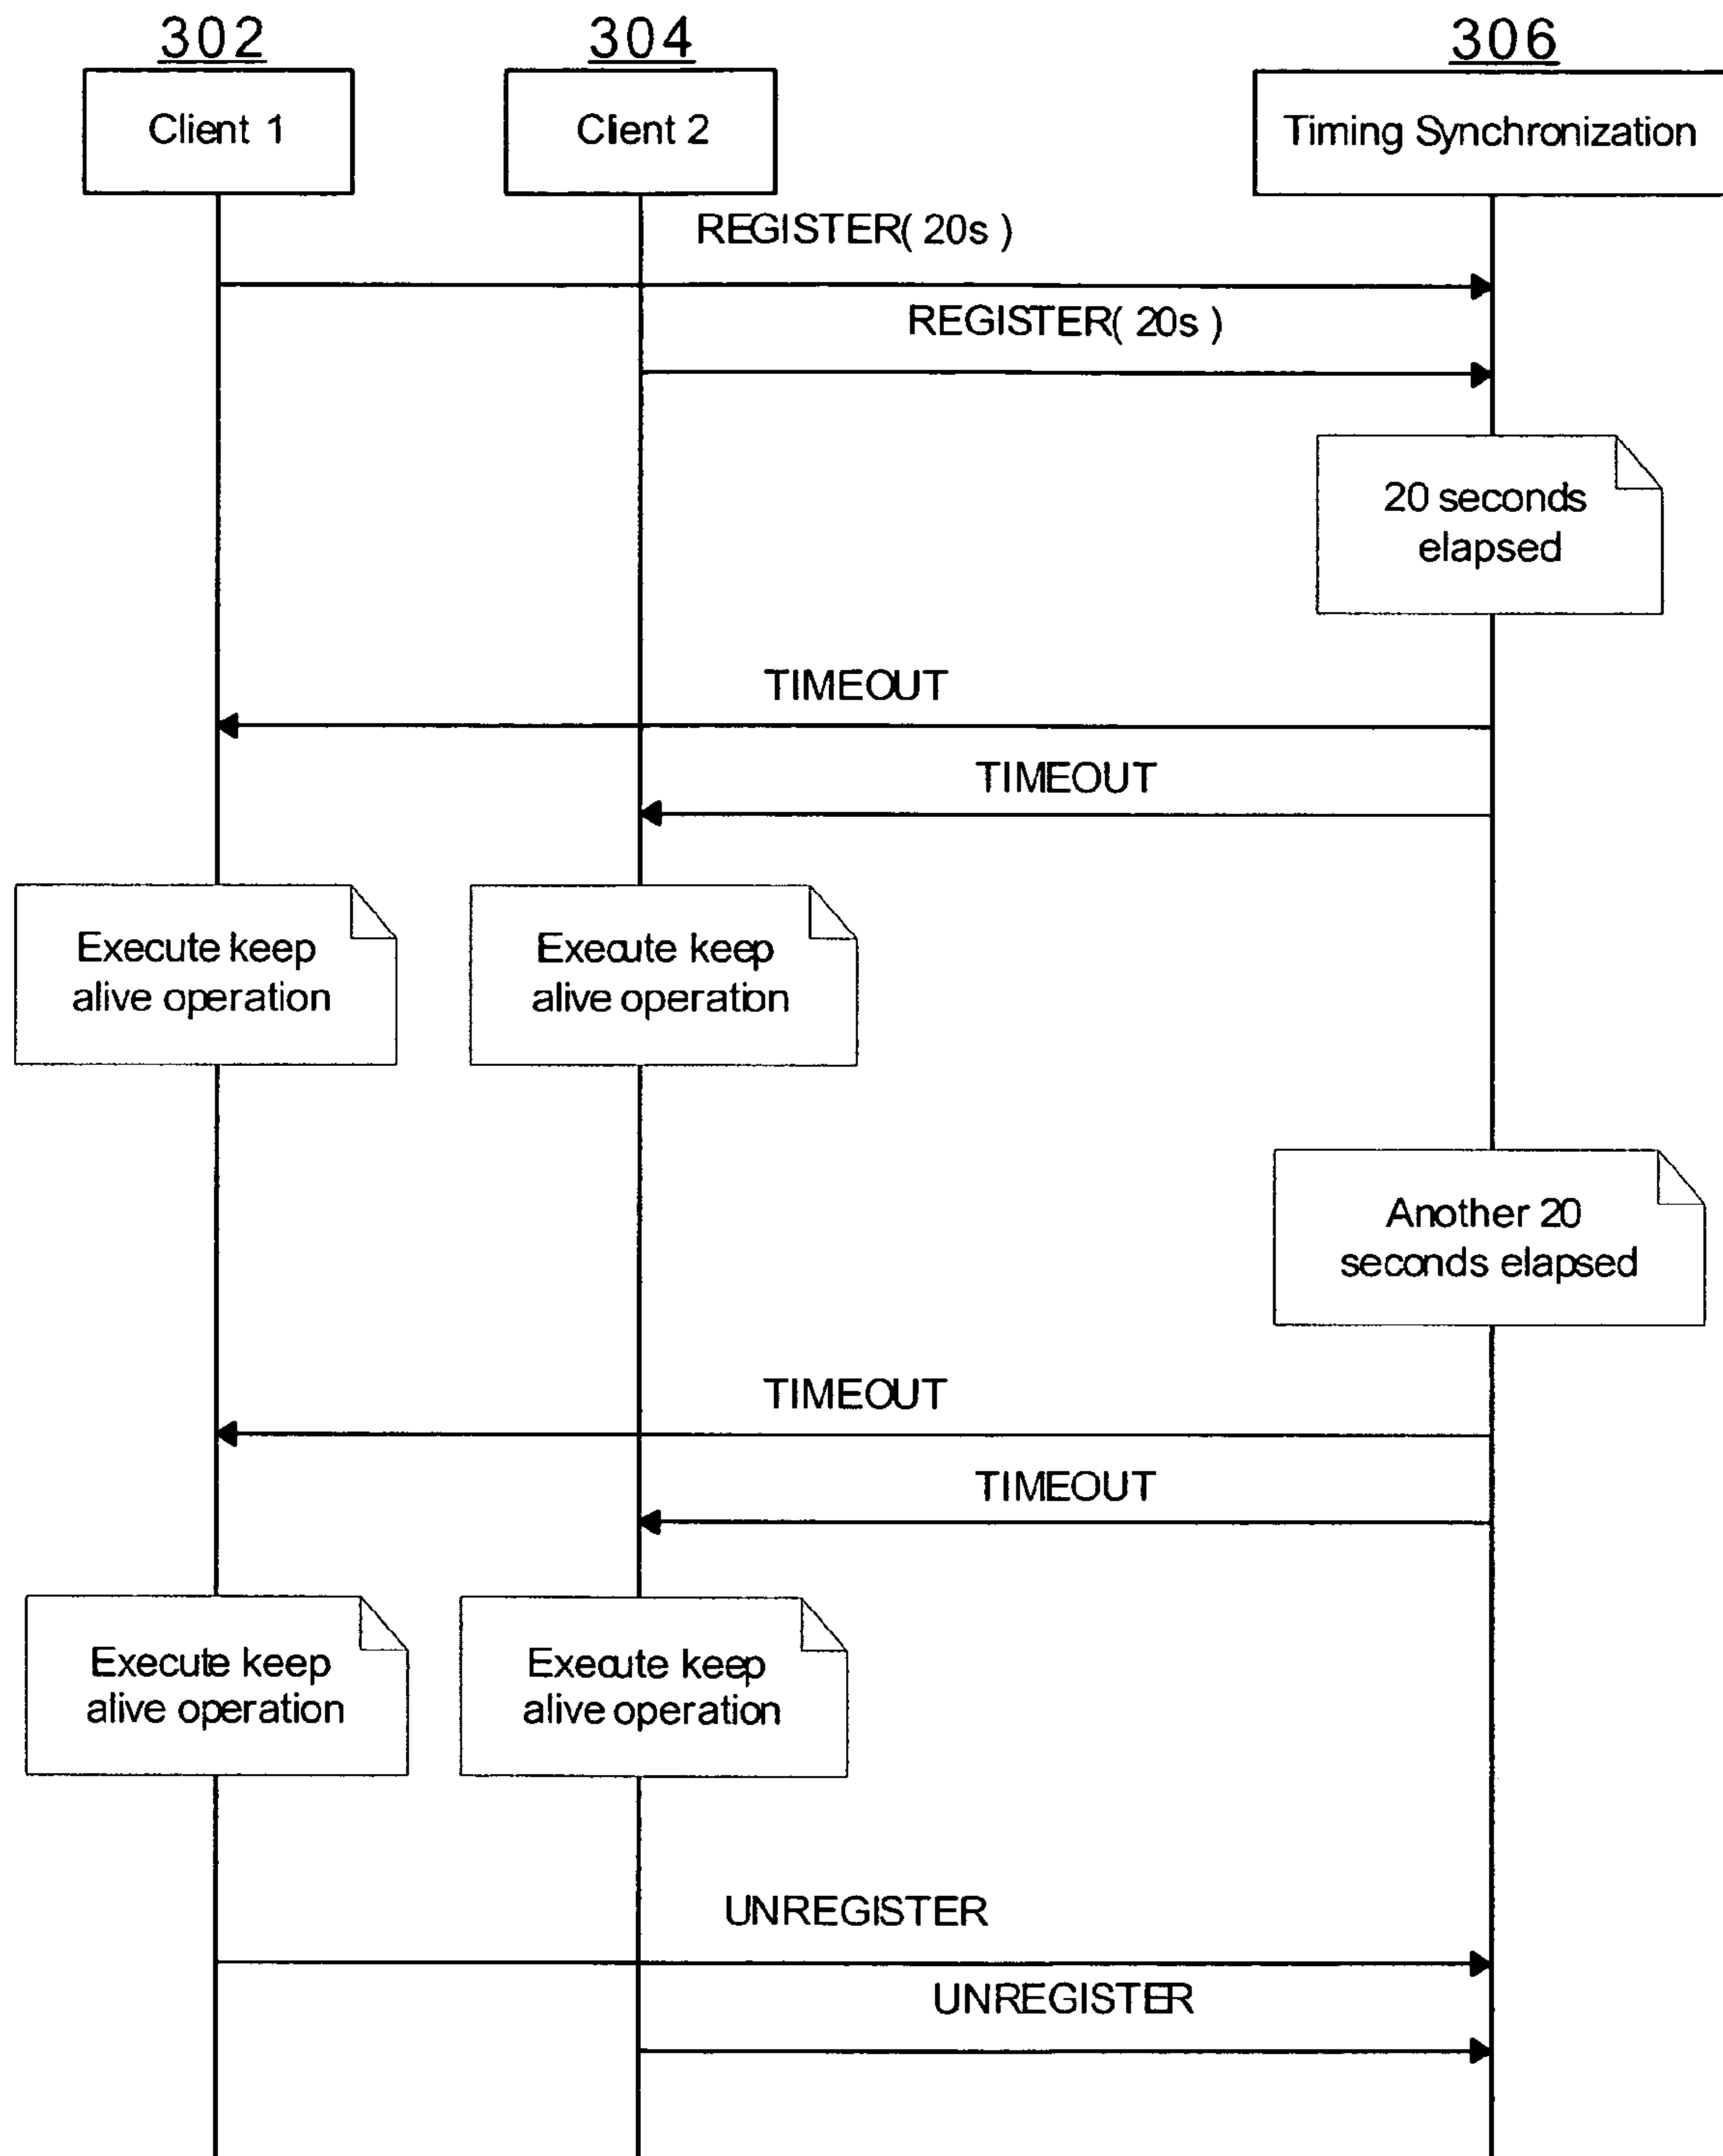 302 304 306
Client 1 Client 2 Timing Synchronization
REGISTER( 20s )
REGISTER( 20s )
20 seconds
elapsed
TIMEOUT
TIMEOUT
Execute keep
alive operation
Execute keep
alive operation
Another 20
seconds elapsed
TIMEOUT
TIMEOUT
Execute keep
alive operation
Execute keep
alive operation
UNREGISTER
UNREGISTER